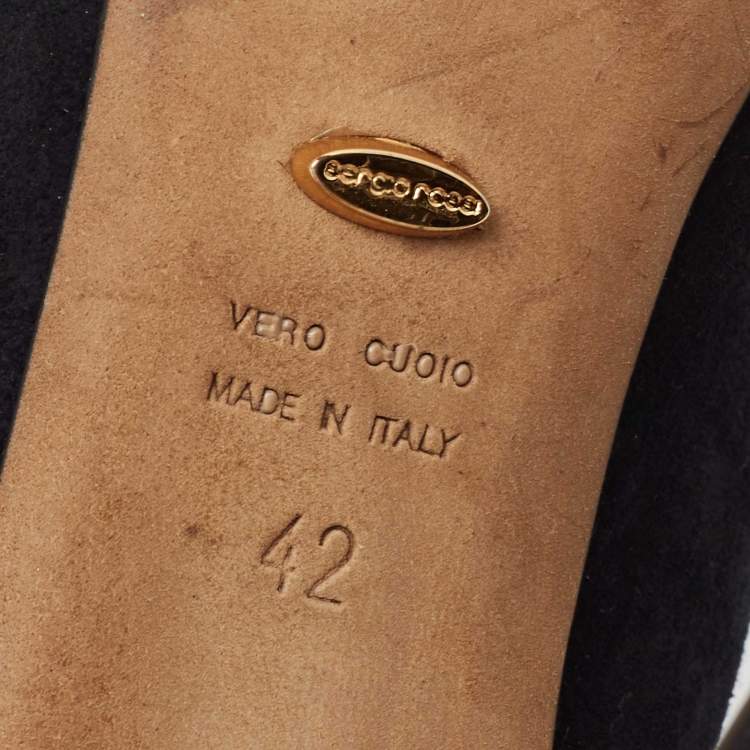 sergio rossi
VERO CUOIO
MADE IN ITALY
42